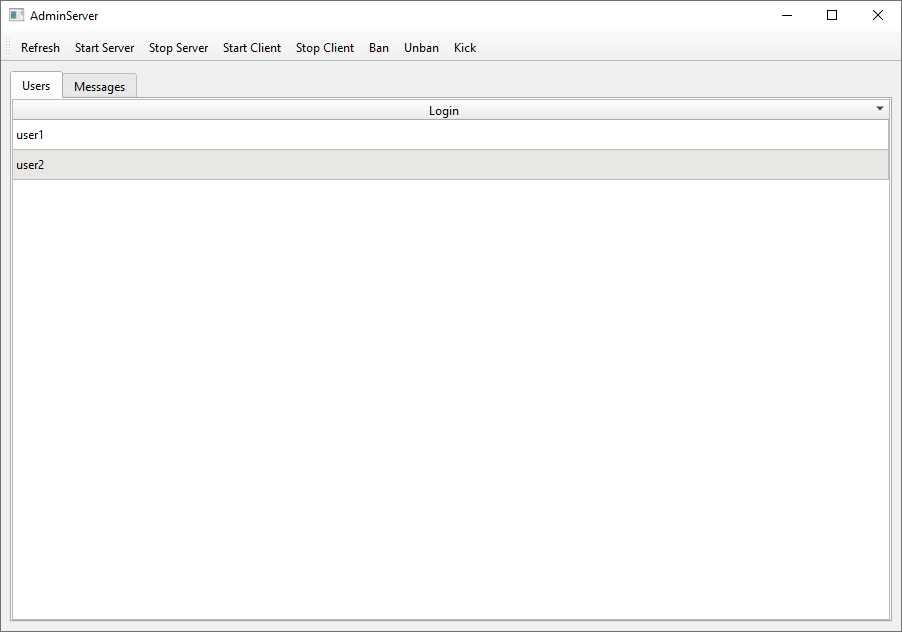 AdminServer
Refresh Start Server Stop Server Start Client Stop Client Ban Unban Kick
Users Messages
Login
user1
user2